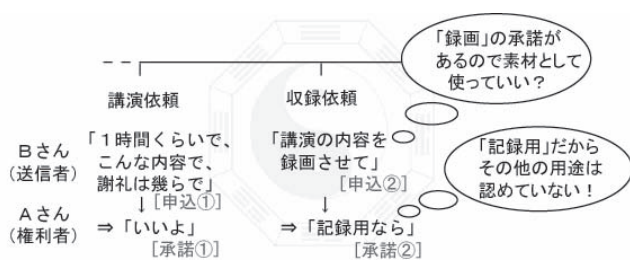 「録画」の承諾が
あるので素材として
使っていい？
講演依頼
収録依頼
Bさん
（送信者）
「１時間くらいで、
こんな内容で、
謝礼は幾らで」
↓［申込①］
「講演の内容を
録画させて」
［申込②］
↓
「記録用」だから
その他の用途は
認めていない！
Aさん
（権利者）
⇒「いいよ」
［承諾①］
⇒「記録用なら」
［承諾②］